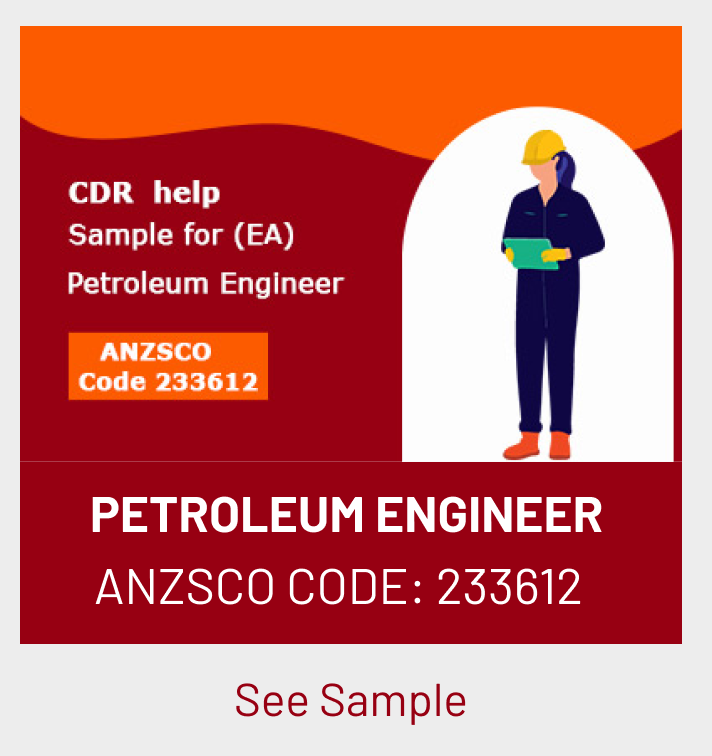 CDR help
Sample for (EA)
Petroleum Engineer
ANZSCO
Code 233612
PETROLEUM ENGINEER
ANZSCO CODE: 233612
See Sample